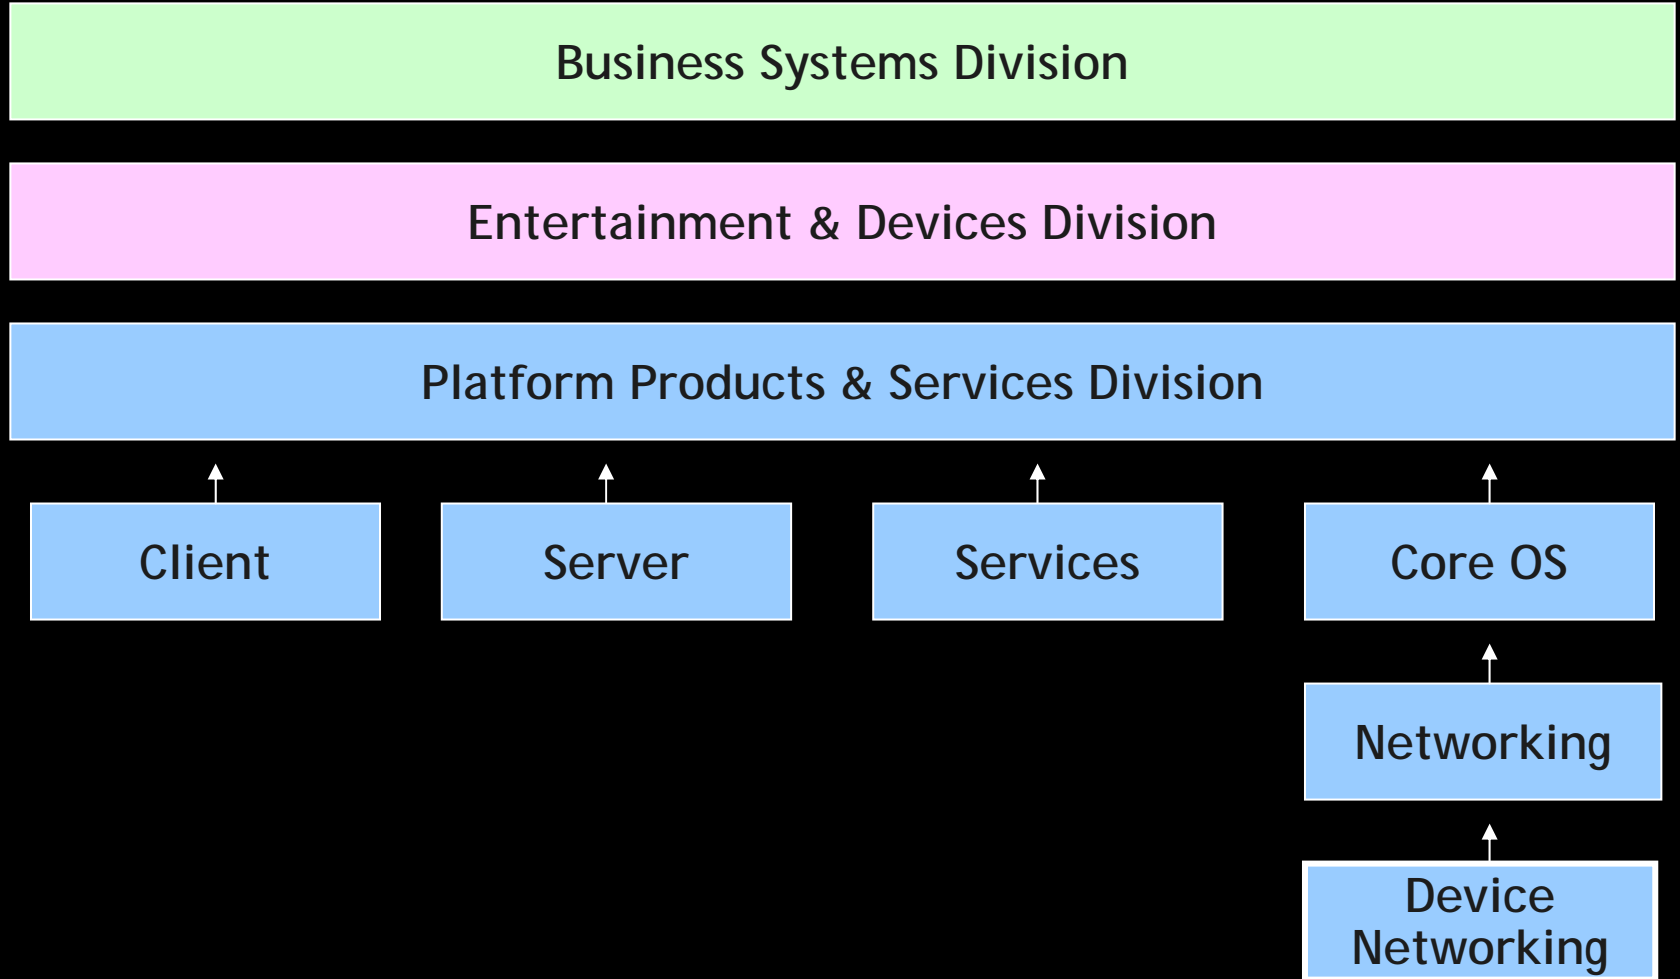 Business Systems Division
Entertainment & Devices Division
Platform Products & Services Division
Client
Server
Services
Core OS
Networking
Device
Networking